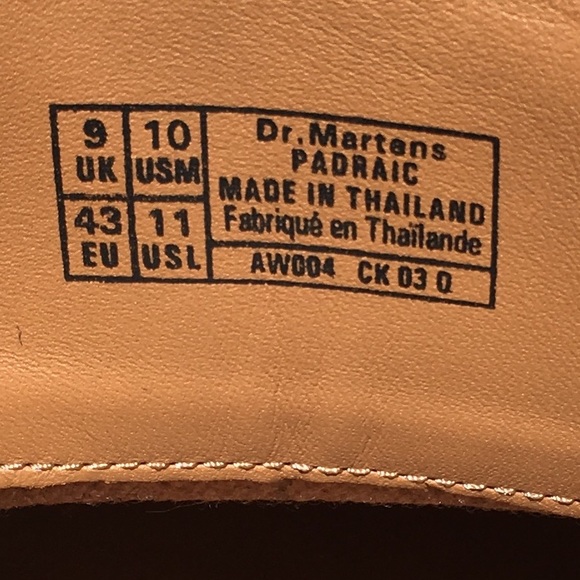 9 UK
10 USM
43 EU
11 USL
Dr.Martens
PADRAIC
MADE IN THAILAND
Fabriqué en Thaïlande
AW004 CK 03 Q